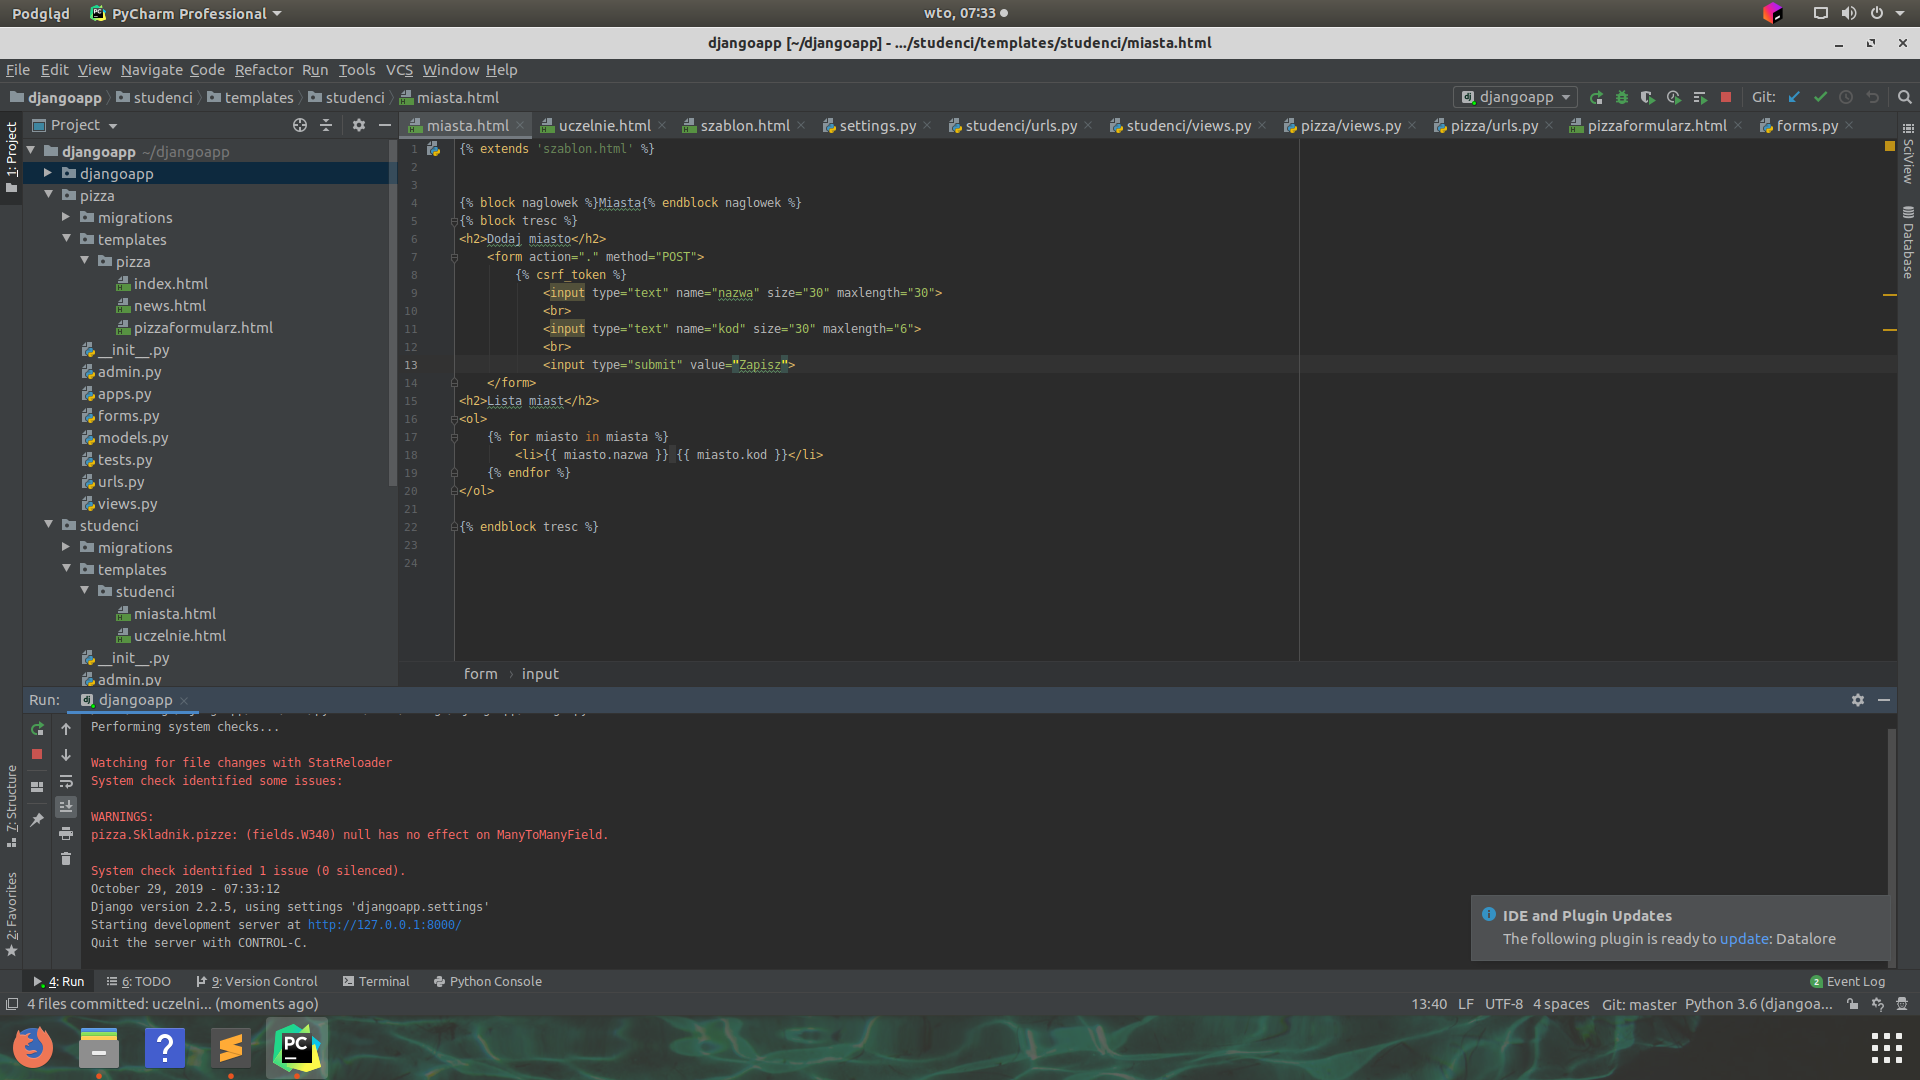 Podgląd PyCharm Professional wto, 07:33
djangoapp [~/djangoapp] - .../studenci/templates/studenci/miasta.html
File Edit View Navigate Code Refactor Run Tools VCS Window Help
djangoapp studenci templates studenci miasta.html djangoapp Git:
Project miasta.html uczelnie.html szablon.html settings.py studenci/urls.py studenci/views.py pizza/views.py pizza/urls.py pizzaformularz.html forms.py
1: Project
7: Structure
2: Favorites
SciView
Database
djangoapp ~/djangoapp
djangoapp
pizza
migrations
templates
pizza
index.html
news.html
pizzaformularz.html
__init__.py
admin.py
apps.py
forms.py
models.py
tests.py
urls.py
views.py
studenci
migrations
templates
studenci
miasta.html
uczelnie.html
__init__.py
admin.py
1 {% extends 'szablon.html' %}
2
3
4 {% block naglowek %}Miasta{% endblock naglowek %}
5 {% block tresc %}
6 <h2>Dodaj miasto</h2>
7 <form action="." method="POST">
8 {% csrf_token %}
9 <input type="text" name="nazwa" size="30" maxlength="30">
10 <br>
11 <input type="text" name="kod" size="30" maxlength="6">
12 <br>
13 <input type="submit" value="Zapisz">
14 </form>
15 <h2>Lista miast</h2>
16 <ol>
17 {% for miasto in miasta %}
18 <li>{{ miasto.nazwa }} {{ miasto.kod }}</li>
19 {% endfor %}
20 </ol>
21
22 {% endblock tresc %}
23
24
form › input
Run: djangoapp
Performing system checks...
Watching for file changes with StatReloader
System check identified some issues:
WARNINGS:
pizza.Skladnik.pizze: (fields.W340) null has no effect on ManyToManyField.
System check identified 1 issue (0 silenced).
October 29, 2019 - 07:33:12
Django version 2.2.5, using settings 'djangoapp.settings'
Starting development server at http://127.0.0.1:8000/
Quit the server with CONTROL-C.
IDE and Plugin Updates
The following plugin is ready to update: Datalore
4: Run 6: TODO 9: Version Control Terminal Python Console 2 Event Log
4 files committed: uczelni... (moments ago) 13:40 LF UTF-8 4 spaces Git: master Python 3.6 (djangoa...
? PC